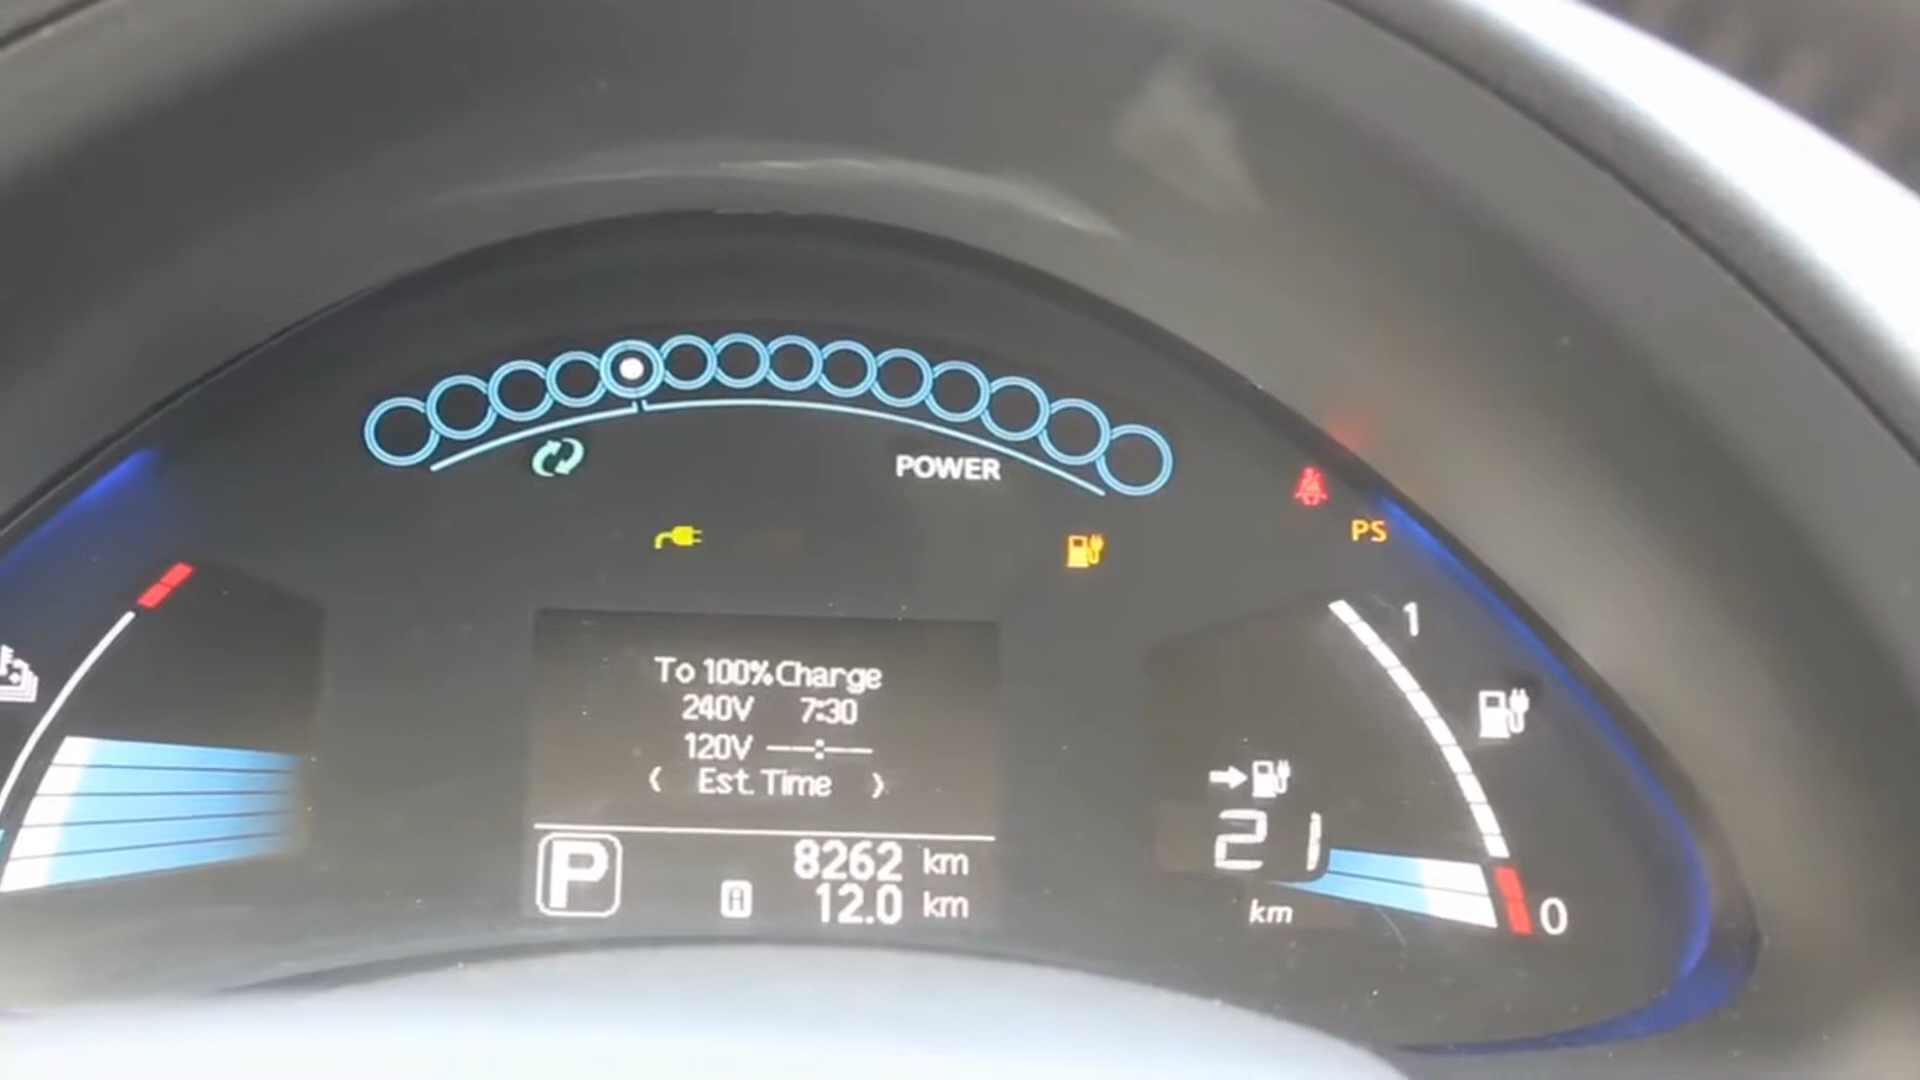 POWER
PS
To 100% Charge
240V 7:30
120V --:--
< Est. Time >
P
8262 km
A 12.0 km
1
21
km
0